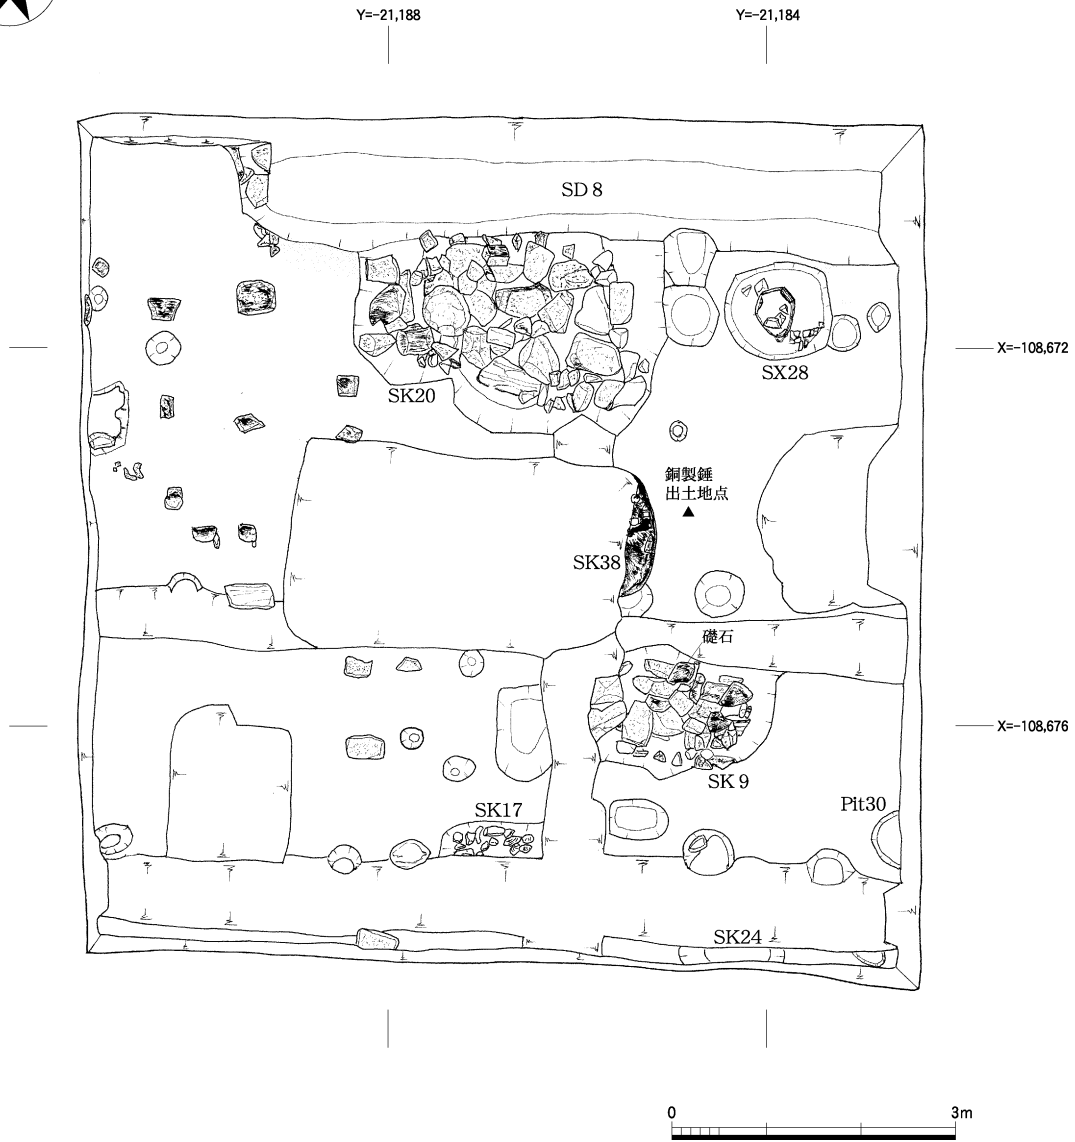 Y=-21,188
Y=-21,184
SD 8
X=-108,672
SX28
SK20
銅製錘
出土地点
▲
SK38
礎石
X=-108,676
SK 9
SK17
Pit30
SK24
0
3m